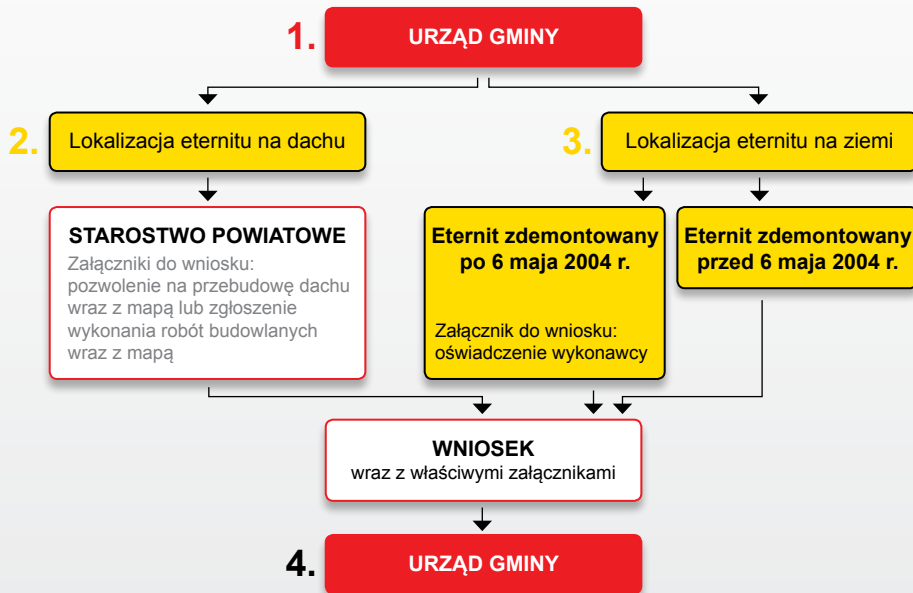 1.
URZĄD GMINY
2.
Lokalizacja eternitu na dachu
3.
Lokalizacja eternitu na ziemi
STAROSTWO POWIATOWE
Załączniki do wniosku:
pozwolenie na przebudowę dachu
wraz z mapą lub zgłoszenie
wykonania robót budowlanych
wraz z mapą
Eternit zdemontowany
po 6 maja 2004 r.
Załącznik do wniosku:
oświadczenie wykonawcy
Eternit zdemontowany
przed 6 maja 2004 r.
WNIOSEK
wraz z właściwymi załącznikami
4.
URZĄD GMINY